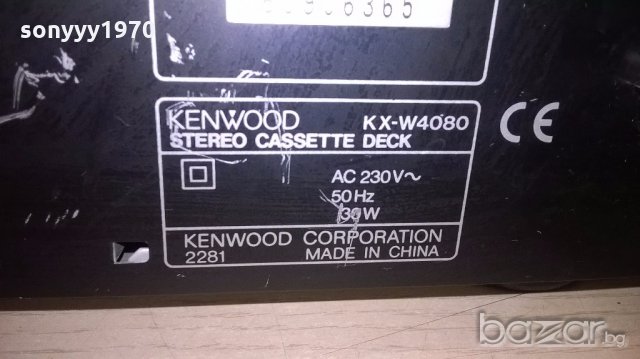 sonyyy1970
KENWOOD KX-W4080
STEREO CASSETTE DECK
AC 230V~
50Hz
30W
KENWOOD CORPORATION
2281 MADE IN CHINA
CE
bazar.bg